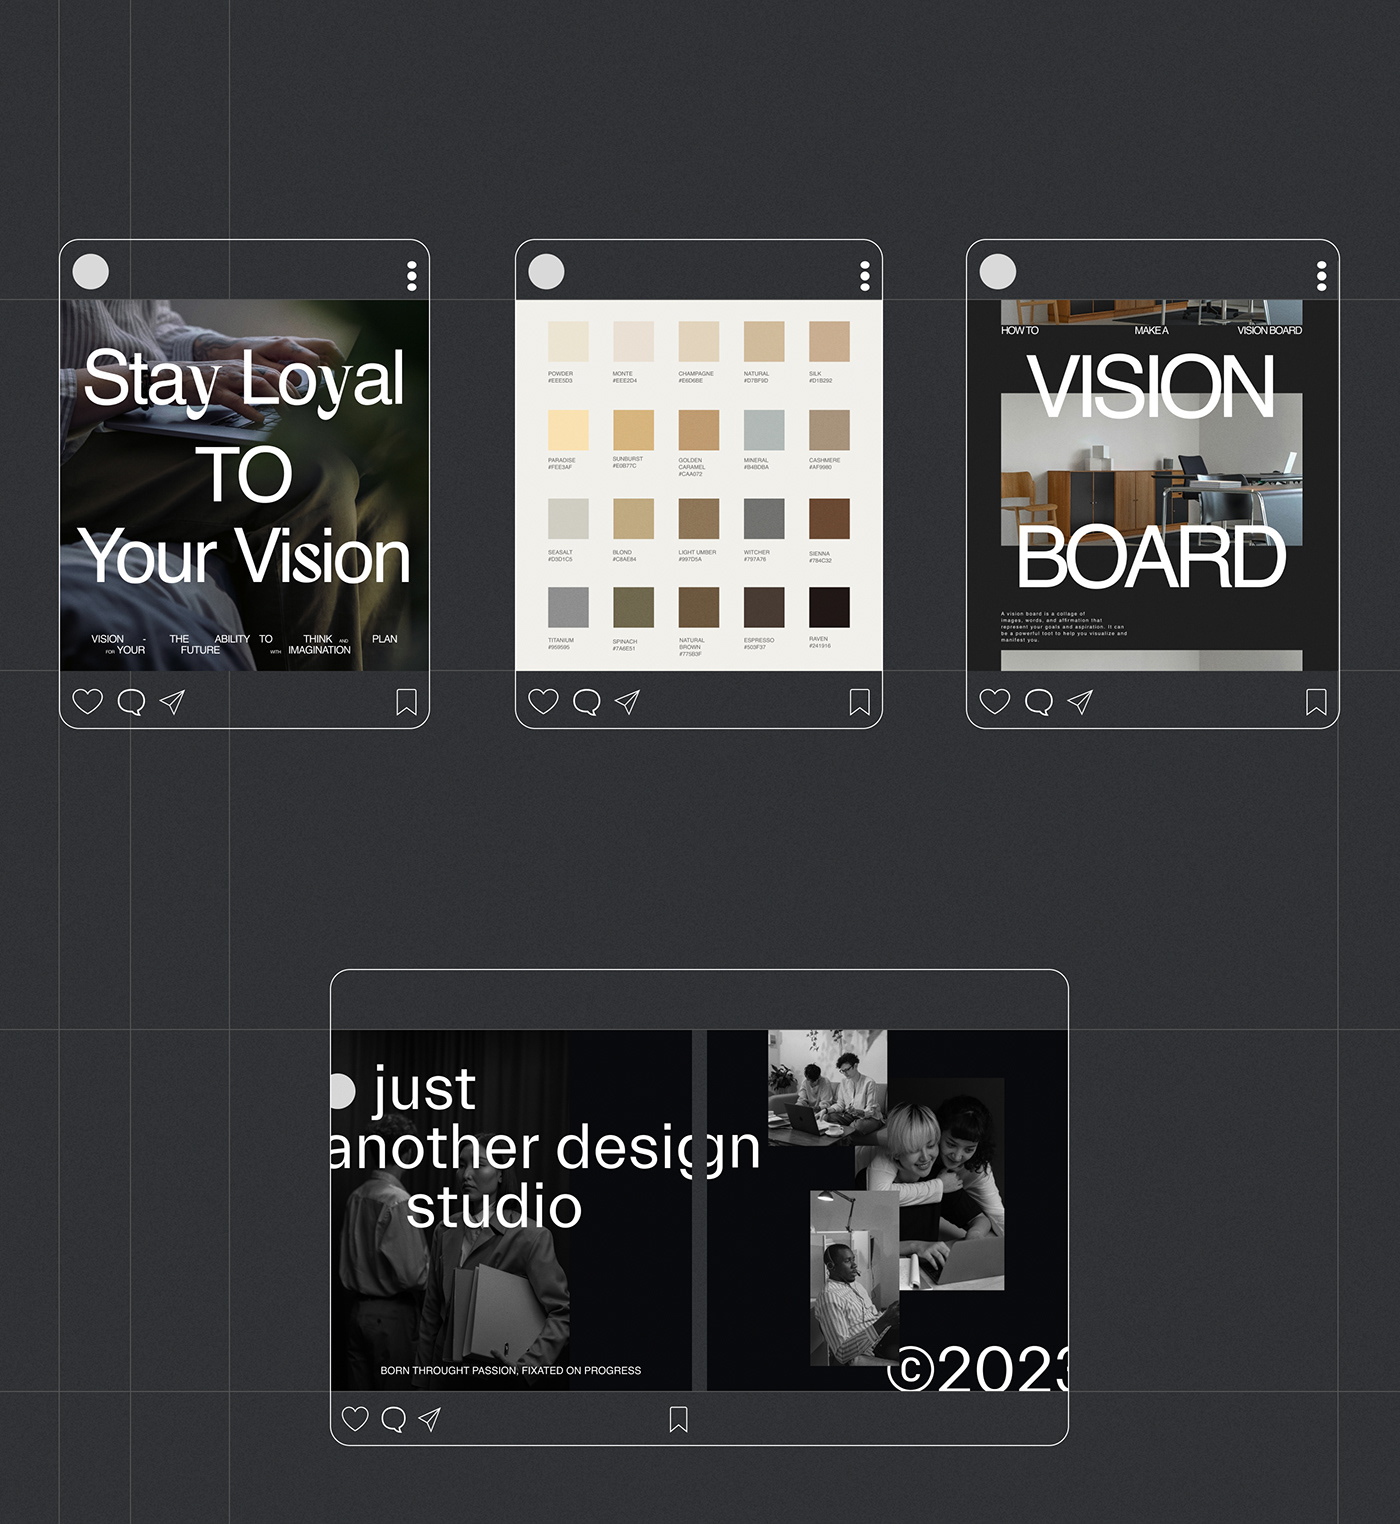 Stay Loyal
TO
Your Vision
VISION - THE ABILITY TO THINK AND PLAN
FOR YOUR FUTURE WITH IMAGINATION
POWDER
#EEE5D3
MONTE
#EEE2D4
CHAMPAGNE
#E6D6BE
NATURAL
#D7BF9D
SILK
#D1B292
PARADISE
#FEE3AF
SUNBURST
#E0B77C
GOLDEN
CARAMEL
#CAA072
MINERAL
#B4BDBA
CASHMERE
#AF9980
SEASALT
#D3D1C5
BLOND
#C8AE84
LIGHT UMBER
#997D5A
WITCHER
#797A76
SIENNA
#784C32
TITANIUM
#959595
SPINACH
#7A6E51
NATURAL
BROWN
#775B3F
ESPRESSO
#503F37
RAVEN
#241916
HOW TO MAKE A VISION BOARD
VISION
BOARD
A vision board is a collage of
images, words, and affirmation that
represent your goals and aspiration. It can
be a powerful toot to help you visualize and
manifest you.
just
another design
gn
studio
BORN THROUGHT PASSION, FIXATED ON PROGRESS
©2023